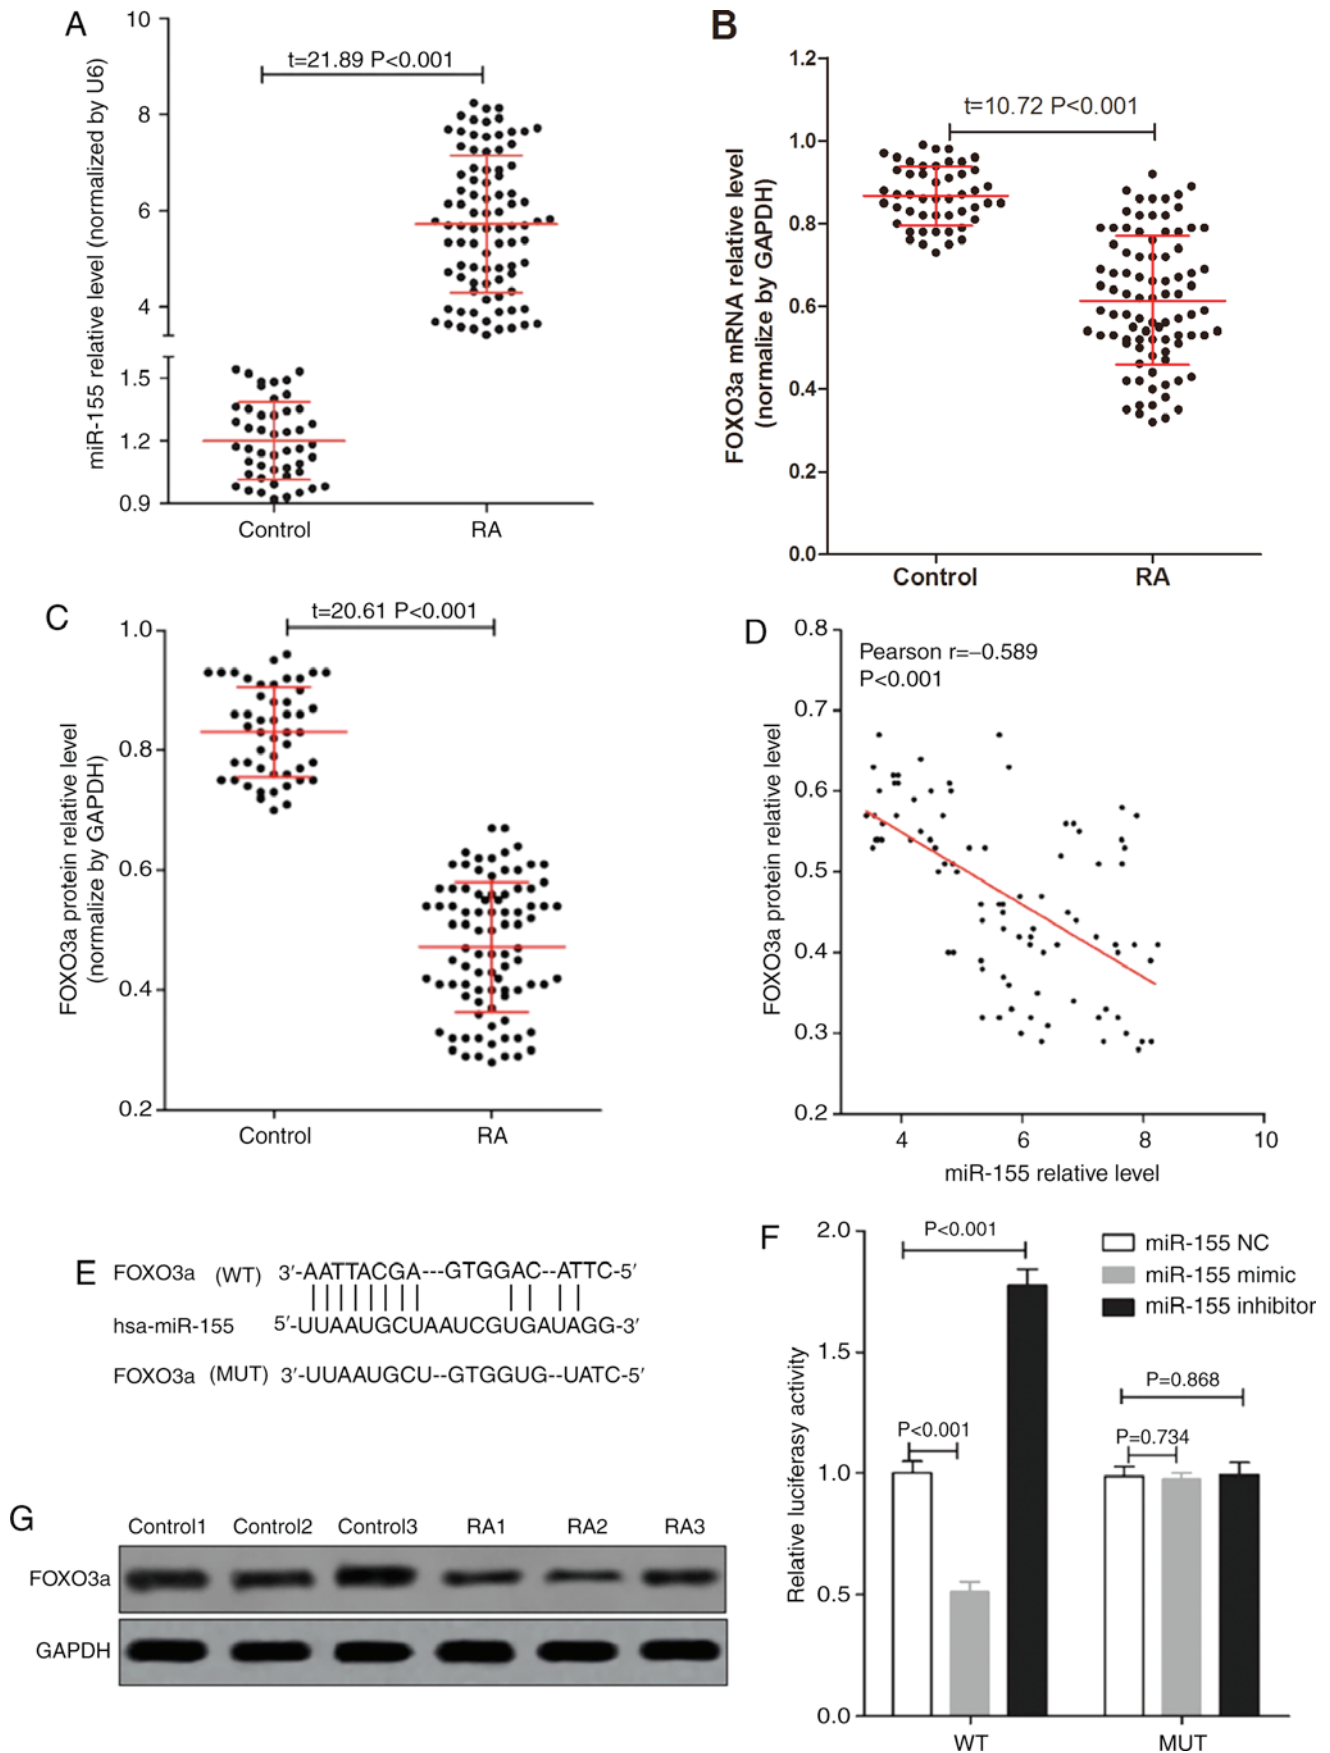 A
miR-155 relative level (normalized by U6)
10
8
6
4
1.5
1.2
0.9
t=21.89 P<0.001
Control RA
B
FOXO3a mRNA relative level
(normalize by GAPDH)
1.2
1.0
0.8
0.6
0.4
0.2
0.0
t=10.72 P<0.001
Control RA
C
FOXO3a protein relative level
(normalize by GAPDH)
1.0
0.8
0.6
0.4
0.2
t=20.61 P<0.001
Control RA
D
FOXO3a protein relative level
0.8
0.7
0.6
0.5
0.4
0.3
0.2
Pearson r=–0.589
P<0.001
4 6 8 10
miR-155 relative level
E
FOXO3a (WT) 3′-AATTACGA---GTGGAC--ATTC-5′
hsa-miR-155 5′-UUAAUGCUAAUCGUGAUAGG-3′
FOXO3a (MUT) 3′-UUAAUGCU--GTGGUG--UATC-5′
F
Relative luciferasy activity
2.0
1.5
1.0
0.5
0.0
P<0.001
P<0.001
P=0.868
P=0.734
miR-155 NC
miR-155 mimic
miR-155 inhibitor
WT MUT
G
Control1 Control2 Control3 RA1 RA2 RA3
FOXO3a
GAPDH